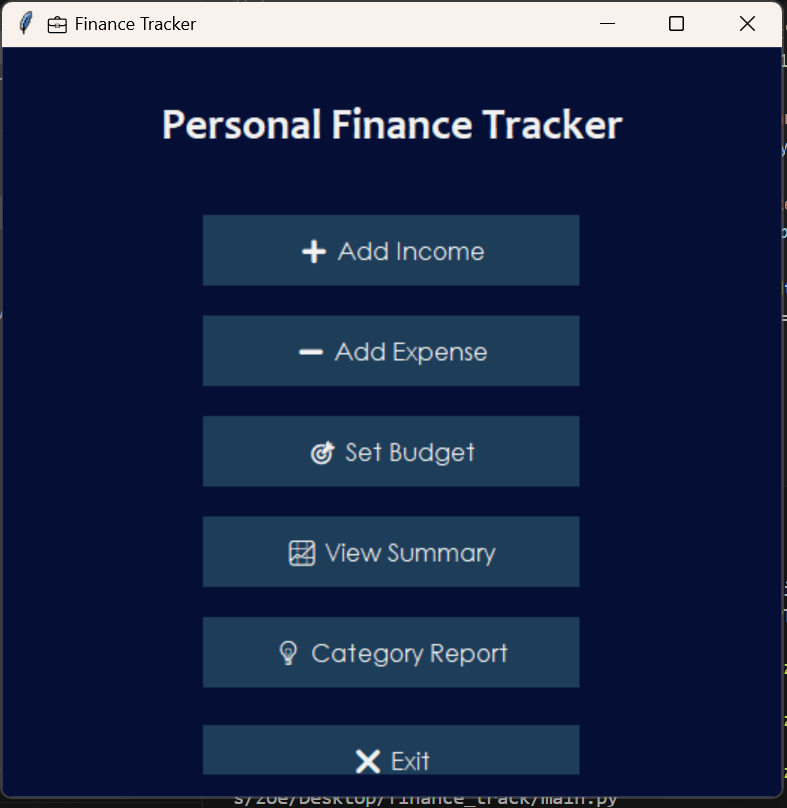 Finance Tracker
Personal Finance Tracker
Add Income
Add Expense
Set Budget
View Summary
Category Report
Exit
s/zoe/Desktop/finance_track/main.py